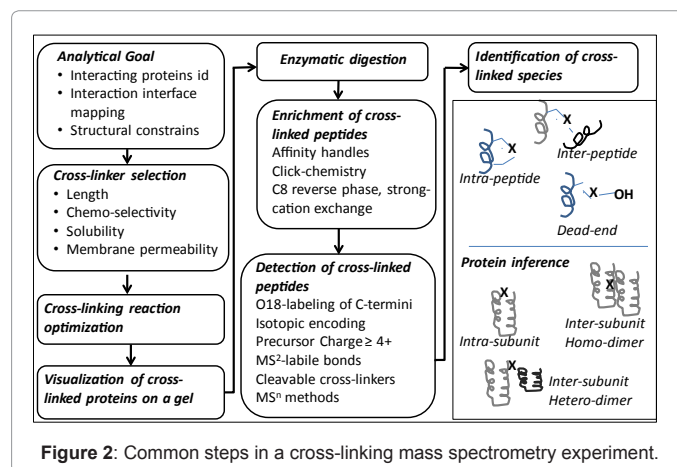 Analytical Goal
• Interacting proteins id
• Interaction interface
mapping
• Structural constrains
Cross-linker selection
• Length
• Chemo-selectivity
• Solubility
• Membrane permeability
Cross-linking reaction
optimization
Visualization of cross-
linked proteins on a gel
Enzymatic digestion
Enrichment of cross-
linked peptides
Affinity handles
Click-chemistry
C8 reverse phase, strong-
cation exchange
Detection of cross-linked
peptides
O18-labeling of C-termini
Isotopic encoding
Precursor Charge ≥ 4+
MS²-labile bonds
Cleavable cross-linkers
MSⁿ methods
Identification of cross-
linked species
X
Intra-peptide
X
Inter-peptide
X
OH
Dead-end
Protein inference
X
Intra-subunit
X
Inter-subunit
Homo-dimer
X
Inter-subunit
Hetero-dimer
Figure 2: Common steps in a cross-linking mass spectrometry experiment.